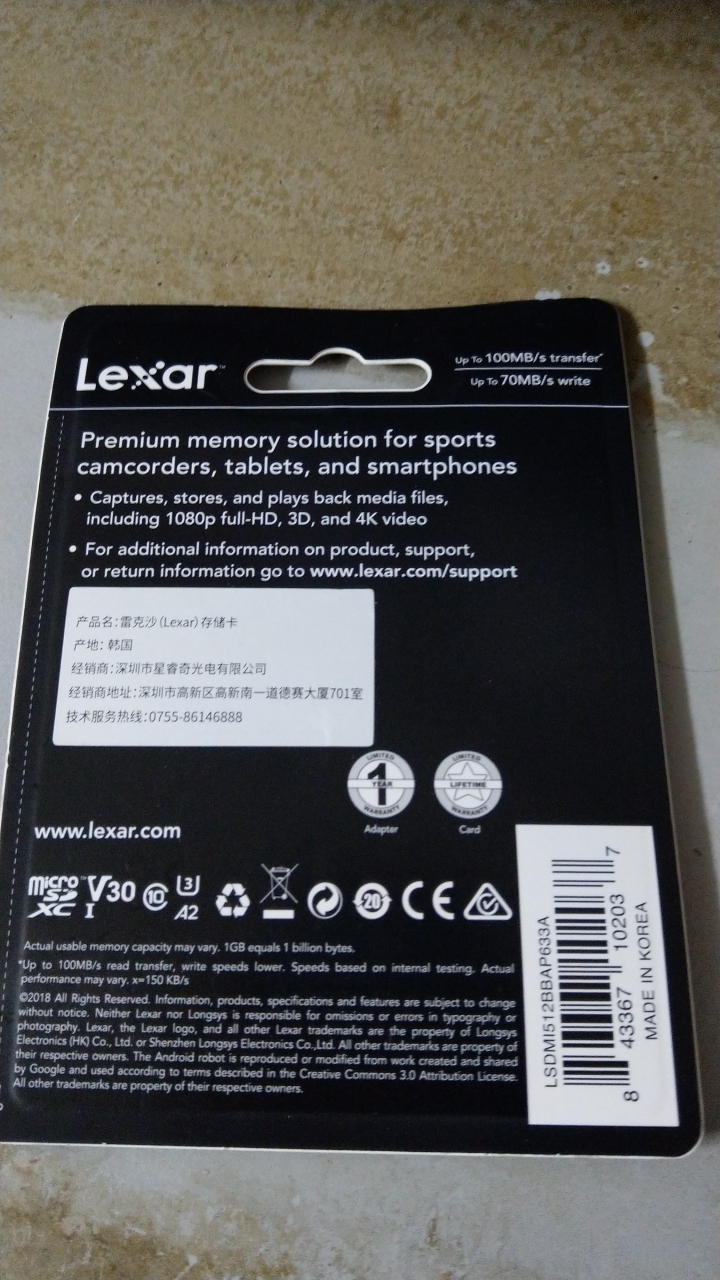 Lexar™
Up To 100MB/s transfer*
Up To 70MB/s write
Premium memory solution for sports
camcorders, tablets, and smartphones
• Captures, stores, and plays back media files,
including 1080p full-HD, 3D, and 4K video
• For additional information on product, support,
or return information go to www.lexar.com/support
产品名:雷克沙(Lexar)存储卡
产地: 韩国
经销商:深圳市星睿奇光电有限公司
经销商地址:深圳市高新区高新南一道德赛大厦701室
技术服务热线:0755-86146888
LIMITED
1
YEAR
WARRANTY
Adapter
LIMITED
LIFETIME
WARRANTY
Card
www.lexar.com
micro SD XC™ I V30 10 U3 A2 20 CE
Actual usable memory capacity may vary. 1GB equals 1 billion bytes.
*Up to 100MB/s read transfer, write speeds lower. Speeds based on internal testing. Actual
performance may vary. x=150 KB/s
©2018 All Rights Reserved. Information, products, specifications and features are subject to change
without notice. Neither Lexar nor Longsys is responsible for omissions or errors in typography or
photography. Lexar, the Lexar logo, and all other Lexar trademarks are the property of Longsys
Electronics (HK) Co., Ltd. or Shenzhen Longsys Electronics Co.,Ltd. All other trademarks are property of
their respective owners. The Android robot is reproduced or modified from work created and shared
by Google and used according to terms described in the Creative Commons 3.0 Attribution License.
All other trademarks are property of their respective owners.
LSDMI512BBAP633A
8 43367 10203 7
MADE IN KOREA